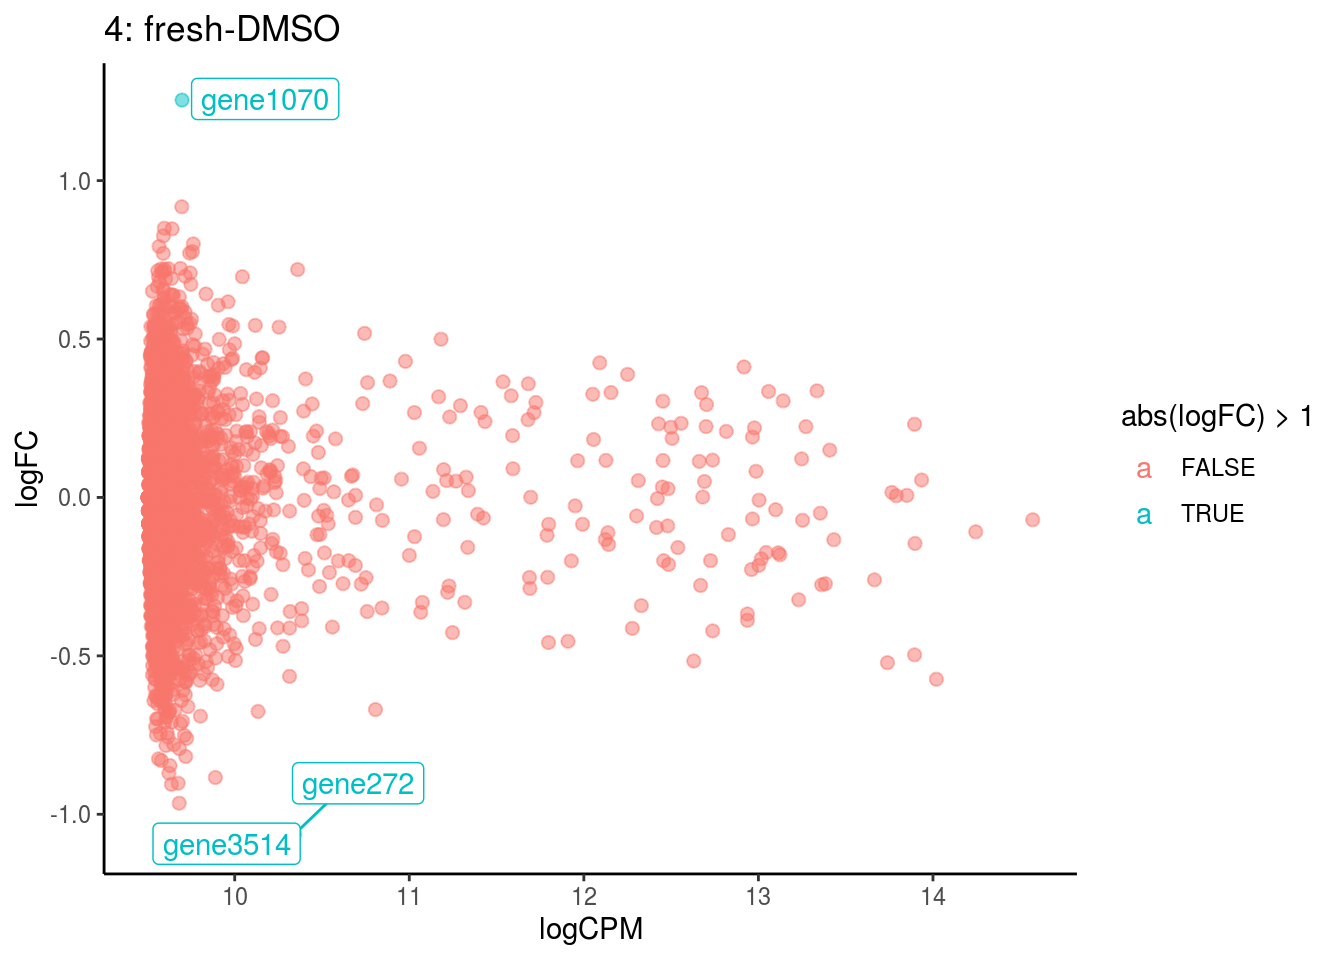 4: fresh-DMSO
gene1070
1.0
0.5
0.0
-0.5
-1.0
logFC
gene272
gene3514
10 11 12 13 14
logCPM
abs(logFC) > 1
a FALSE
a TRUE